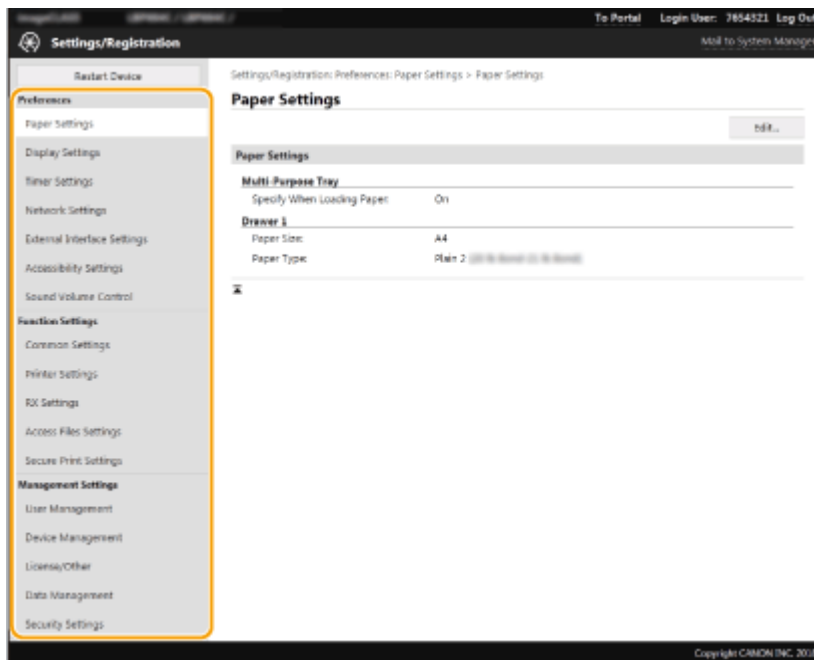 To Portal Login User: 7654321 Log Out
Settings/Registration
Mail to System Manager
Restart Device
Settings/Registration: Preferences: Paper Settings > Paper Settings
Preferences
Paper Settings
Paper Settings
Edit...
Display Settings
Paper Settings
Timer Settings
Multi-Purpose Tray
Specify When Loading Paper: On
Network Settings
Drawer 1
External Interface Settings
Paper Size: A4
Paper Type: Plain 2
Accessibility Settings
Sound Volume Control
Function Settings
Common Settings
Printer Settings
RX Settings
Access Files Settings
Secure Print Settings
Management Settings
User Management
Device Management
License/Other
Data Management
Security Settings
Copyright CANON INC. 201